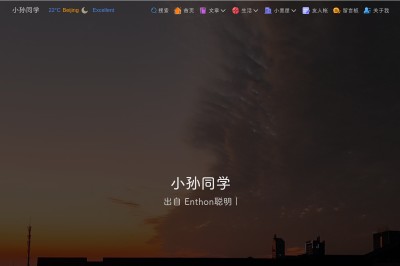 小孙同学 22°C Beijing Excellent 搜索 首页 文章 生活 小意思 友人帐 留言板 关于我
小孙同学
出自 Enthon聪明